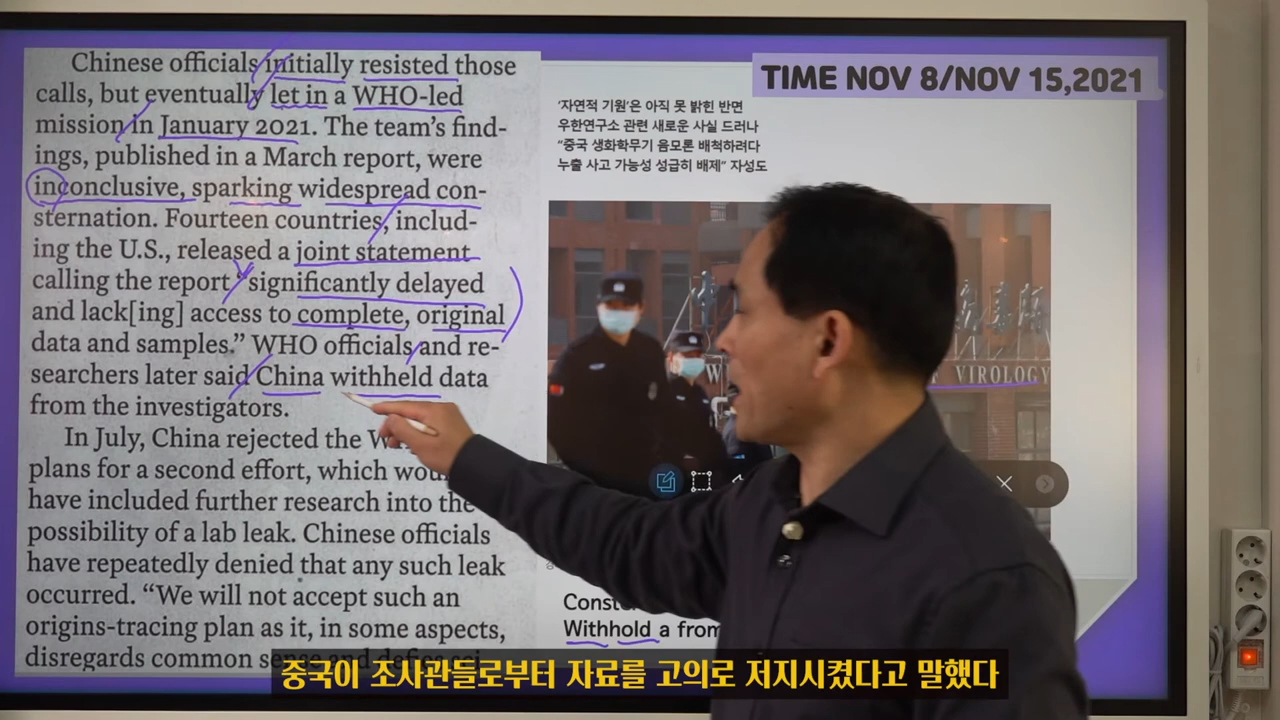 Chinese officials initially resisted those
calls, but eventually let in a WHO-led
mission in January 2021. The team's find-
ings, published in a March report, were
inconclusive, sparking widespread con-
sternation. Fourteen countries, includ-
ing the U.S., released a joint statement
calling the report “significantly delayed
and lack[ing] access to complete, original
data and samples.” WHO officials and re-
searchers later said China withheld data
from the investigators.
In July, China rejected the
plans for a second effort, which
have included further research into the
possibility of a lab leak. Chinese officials
have repeatedly denied that any such leak
occurred. “We will not accept such an
origins-tracing plan as it, in some aspects,
disregards common
TIME NOV 8/NOV 15,2021
'자연적 기원'은 아직 못 밝힌 반면
우한연구소 관련 새로운 사실 드러나
“중국 생화학무기 음모론 배척하려다
누출 사고 가능성 성급히 배제” 자성도
VIROLOGY
Withhold a from
중국이 조사관들로부터 자료를 고의로 저지시켰다고 말했다